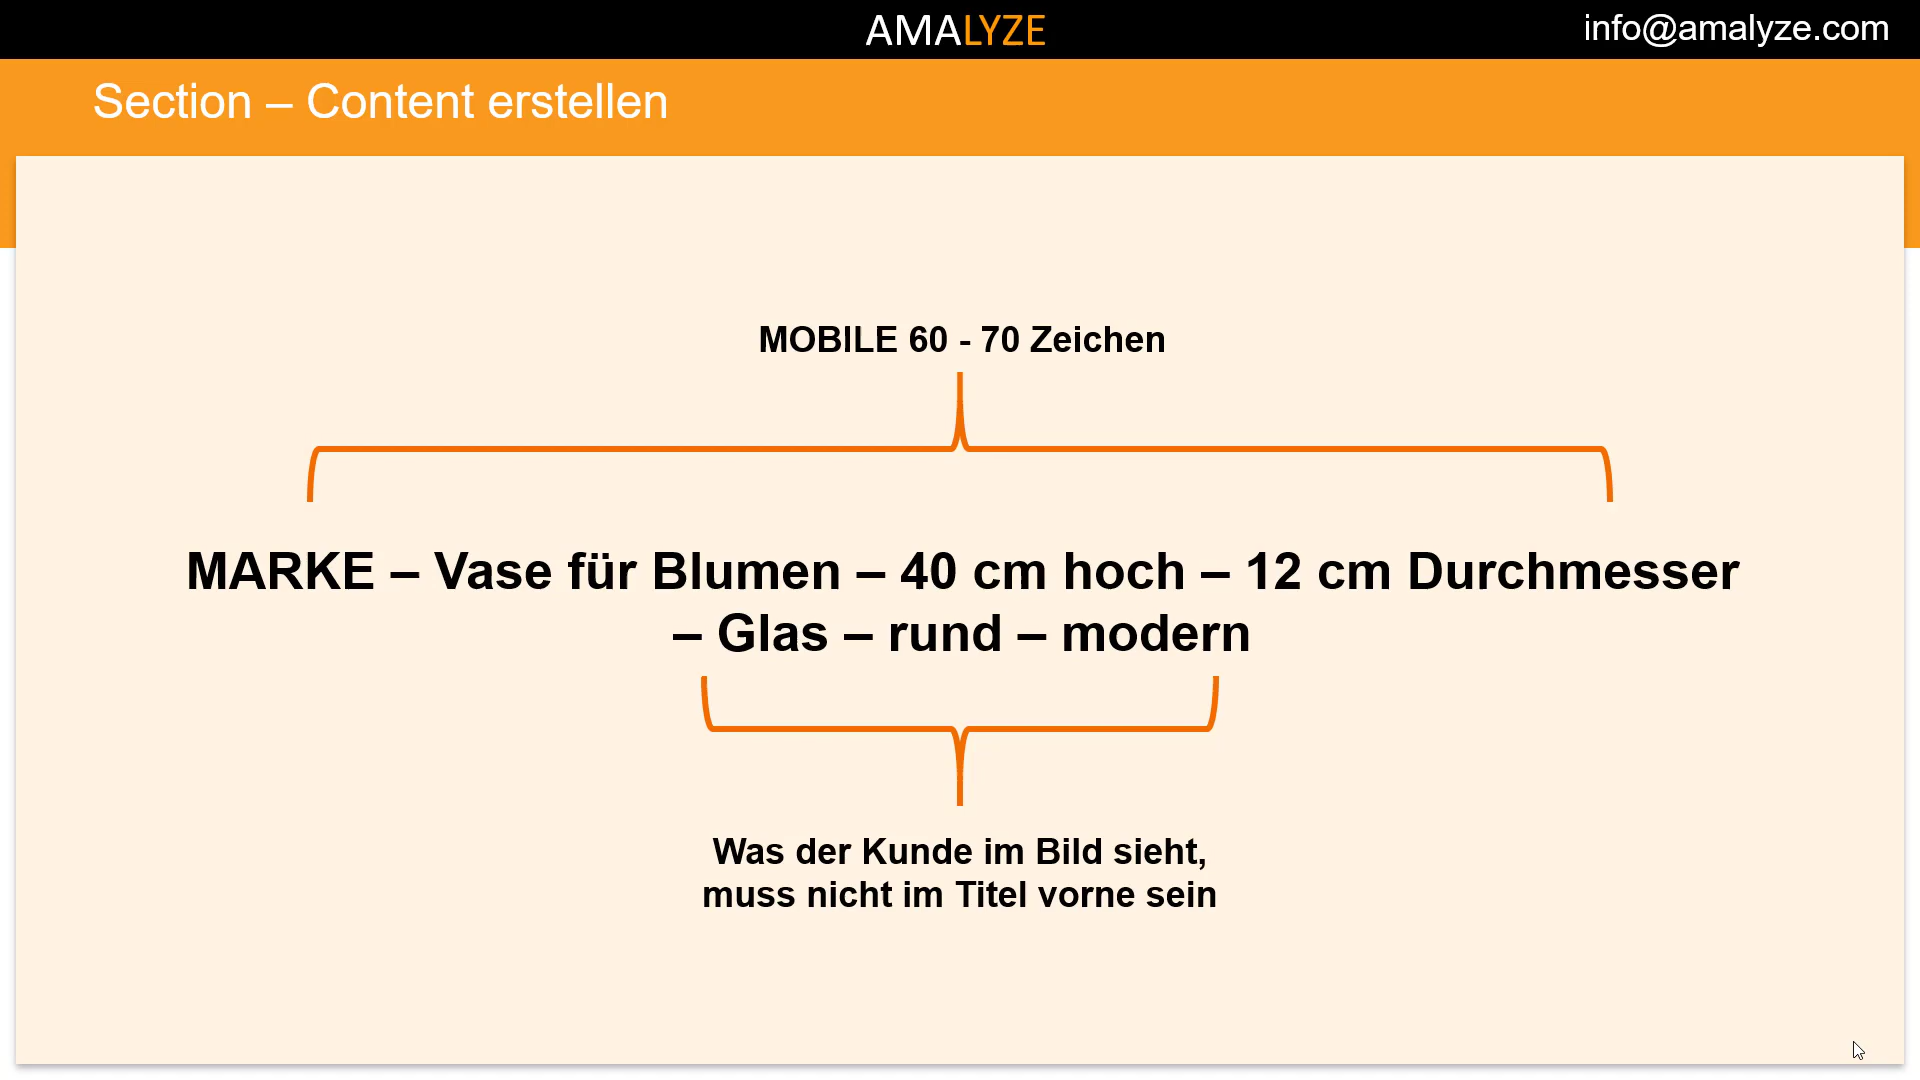 AMALYZE
info@amalyze.com
Section – Content erstellen
MOBILE 60 - 70 Zeichen
MARKE – Vase für Blumen – 40 cm hoch – 12 cm Durchmesser
– Glas – rund – modern
Was der Kunde im Bild sieht,
muss nicht im Titel vorne sein